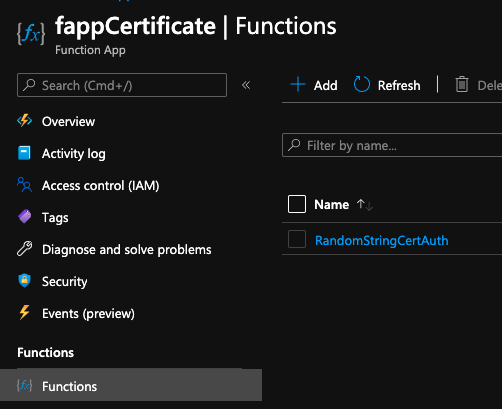 {fx} fappCertificate | Functions
Function App
Search (Cmd+/)
«
Add Refresh Dele
Overview
Activity log
Access control (IAM)
Tags
Diagnose and solve problems
Security
Events (preview)
Functions
{fx} Functions
Filter by name...
Name ↑↓
RandomStringCertAuth